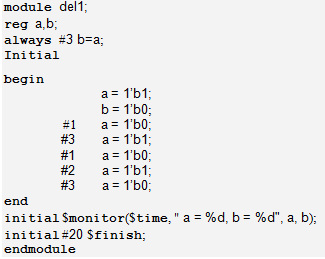 module del1;
reg a,b;
always #3 b=a;
Initial
begin
a = 1'b1;
b = 1'b0;
#1 a = 1'b0;
#3 a = 1'b1;
#1 a = 1'b0;
#2 a = 1'b1;
#3 a = 1'b0;
end
initial $monitor($time, " a = %d, b = %d", a, b);
initial #20 $finish;
endmodule